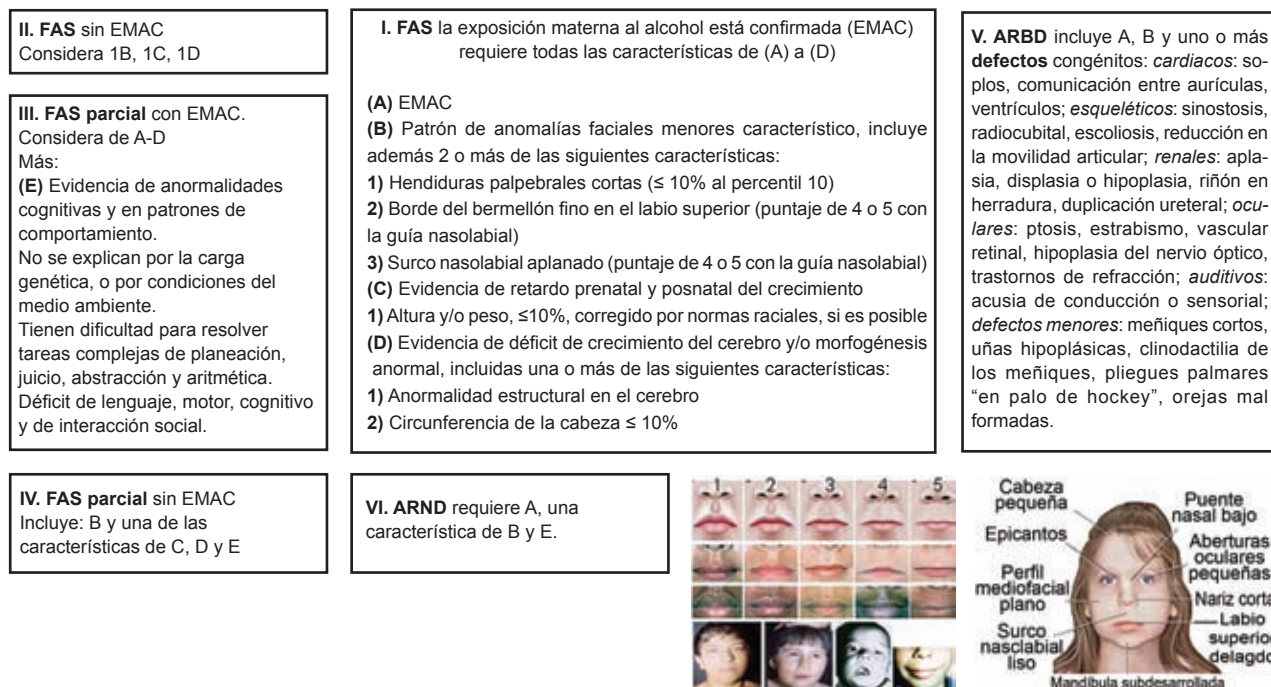 II. FAS sin EMAC
Considera 1B, 1C, 1D
III. FAS parcial con EMAC.
Considera de A-D
Más:
(E) Evidencia de anormalidades
cognitivas y en patrones de
comportamiento.
No se explican por la carga
genética, o por condiciones del
medio ambiente.
Tienen dificultad para resolver
tareas complejas de planeación,
juicio, abstracción y aritmética.
Déficit de lenguaje, motor, cognitivo
y de interacción social.
IV. FAS parcial sin EMAC
Incluye: B y una de las
características de C, D y E
I. FAS la exposición materna al alcohol está confirmada (EMAC)
requiere todas las características de (A) a (D)
(A) EMAC
(B) Patrón de anomalías faciales menores característico, incluye
además 2 o más de las siguientes características:
1) Hendiduras palpebrales cortas (≤ 10% al percentil 10)
2) Borde del bermellón fino en el labio superior (puntaje de 4 o 5 con
la guía nasolabial)
3) Surco nasolabial aplanado (puntaje de 4 o 5 con la guía nasolabial)
(C) Evidencia de retardo prenatal y posnatal del crecimiento
1) Altura y/o peso, ≤10%, corregido por normas raciales, si es posible
(D) Evidencia de déficit de crecimiento del cerebro y/o morfogénesis
anormal, incluidas una o más de las siguientes características:
1) Anormalidad estructural en el cerebro
2) Circunferencia de la cabeza ≤ 10%
VI. ARND requiere A, una
característica de B y E.
V. ARBD incluye A, B y uno o más
defectos congénitos: cardiacos: so-
plos, comunicación entre aurículas,
ventrículos; esqueléticos: sinostosis,
radiocubital, escoliosis, reducción en
la movilidad articular; renales: apla-
sia, displasia o hipoplasia, riñón en
herradura, duplicación ureteral; ocu-
lares: ptosis, estrabismo, vascular
retinal, hipoplasia del nervio óptico,
trastornos de refracción; auditivos:
acusia de conducción o sensorial;
defectos menores: meñiques cortos,
uñas hipoplásicas, clinodactilia de
los meñiques, pliegues palmares
“en palo de hockey”, orejas mal
formadas.
1 2 3 4 5
Cabeza
pequeña
Epicantos
Perfil
mediofacial
plano
Surco
nasclabial
liso
Puente
nasal bajo
Aberturas
oculares
pequeñas
Nariz corta
Labio
superior
delagdo
Mandíbula subdesarrollada